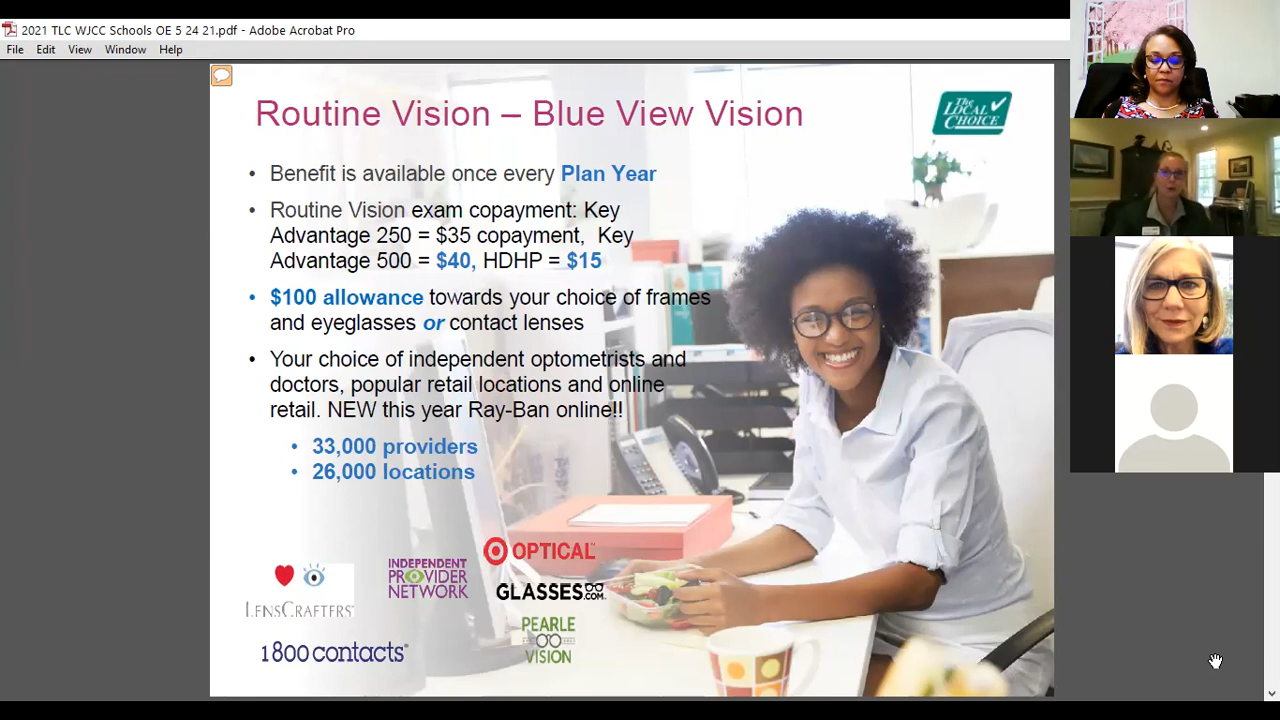 2021 TLC WJCC Schools OE 5 24 21.pdf - Adobe Acrobat Pro
File Edit View Window Help
Routine Vision – Blue View Vision
The
LOCAL
CHOICE
• Benefit is available once every Plan Year
• Routine Vision exam copayment: Key
Advantage 250 = $35 copayment, Key
Advantage 500 = $40, HDHP = $15
• $100 allowance towards your choice of frames
and eyeglasses or contact lenses
• Your choice of independent optometrists and
doctors, popular retail locations and online
retail. NEW this year Ray-Ban online!!
• 33,000 providers
• 26,000 locations
OPTICAL™
INDEPENDENT
PROVIDER
NETWORK
GLASSES.COM
LENSCRAFTERS®
PEARLE
VISION
1800contacts®